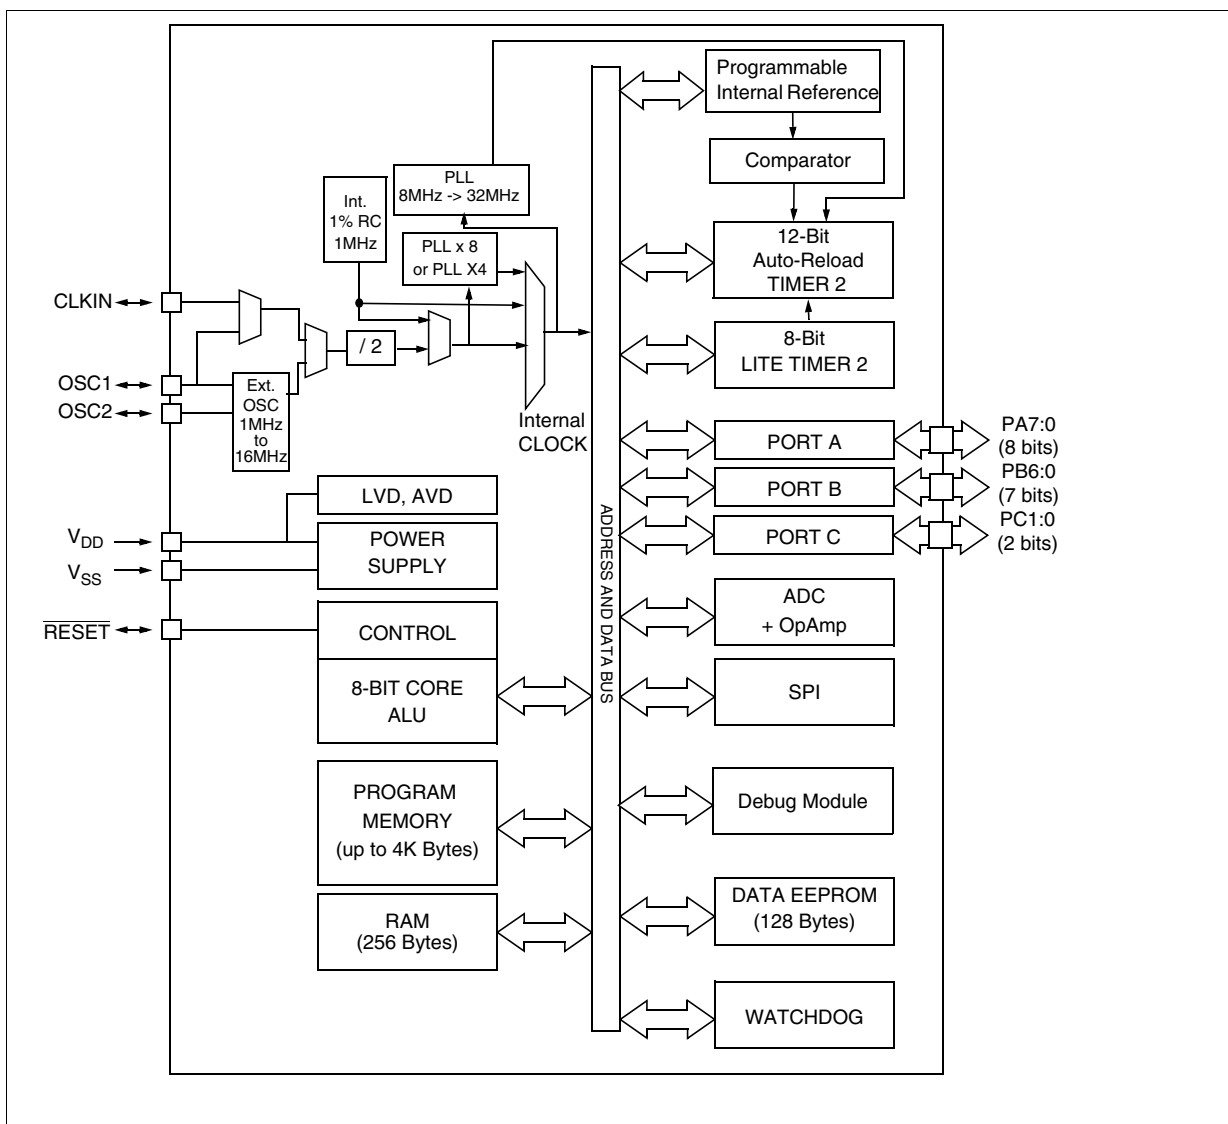 Programmable
Internal Reference
Comparator
PLL
8MHz -> 32MHz
Int.
1% RC
1MHz
PLL x 8
or PLL X4
12-Bit
Auto-Reload
TIMER 2
CLKIN
/ 2
8-Bit
LITE TIMER 2
OSC1
OSC2
Ext.
OSC
1MHz
to
16MHz
Internal
CLOCK
PORT A
PA7:0
(8 bits)
PORT B
PB6:0
(7 bits)
PORT C
PC1:0
(2 bits)
LVD, AVD
VDD
VSS
POWER
SUPPLY
ADDRESS AND DATA BUS
ADC
+ OpAmp
RESET
CONTROL
8-BIT CORE
ALU
SPI
PROGRAM
MEMORY
(up to 4K Bytes)
Debug Module
RAM
(256 Bytes)
DATA EEPROM
(128 Bytes)
WATCHDOG